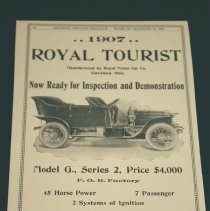 ..1907..
ROYAL TOURIST
Manufactured by Royal Motor Car Co.
Cleveland, Ohio
Now Ready for Inspection and Demonstration
Model G., Series 2, Price $4,000
F. O. B. Factory
45 Horse Power 7 Passenger
2 Systems of Ignition